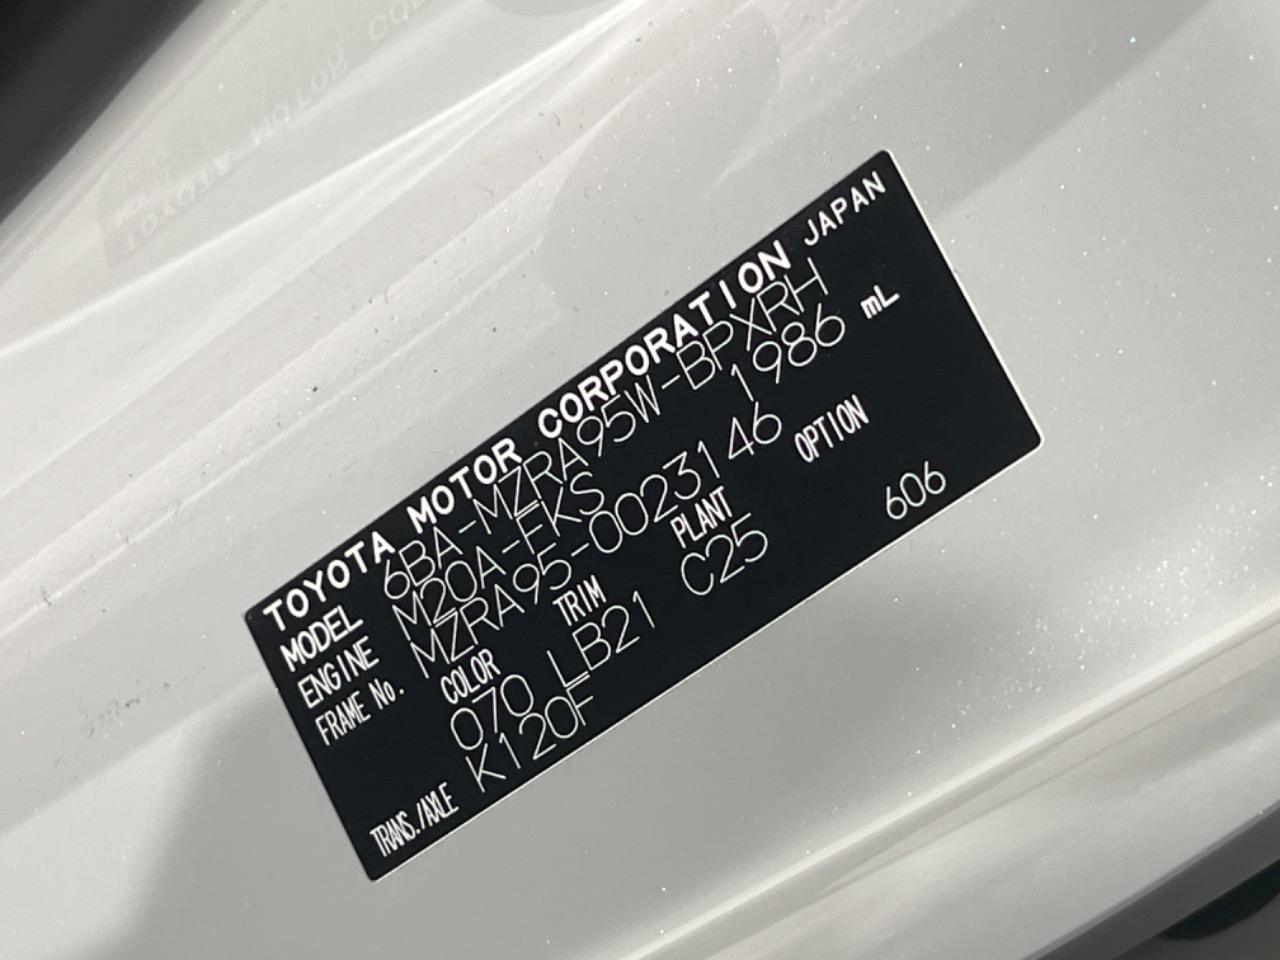 TOYOTA MOTOR CORPORATION JAPAN
MODEL 6BA-MZRA95W-BPXRH
ENGINE M20A-FKS 1986 mL
FRAME No. MZRA95-0023146
COLOR TRIM PLANT OPTION
070 LB21 C25 606
TRANS./AXLE K120F